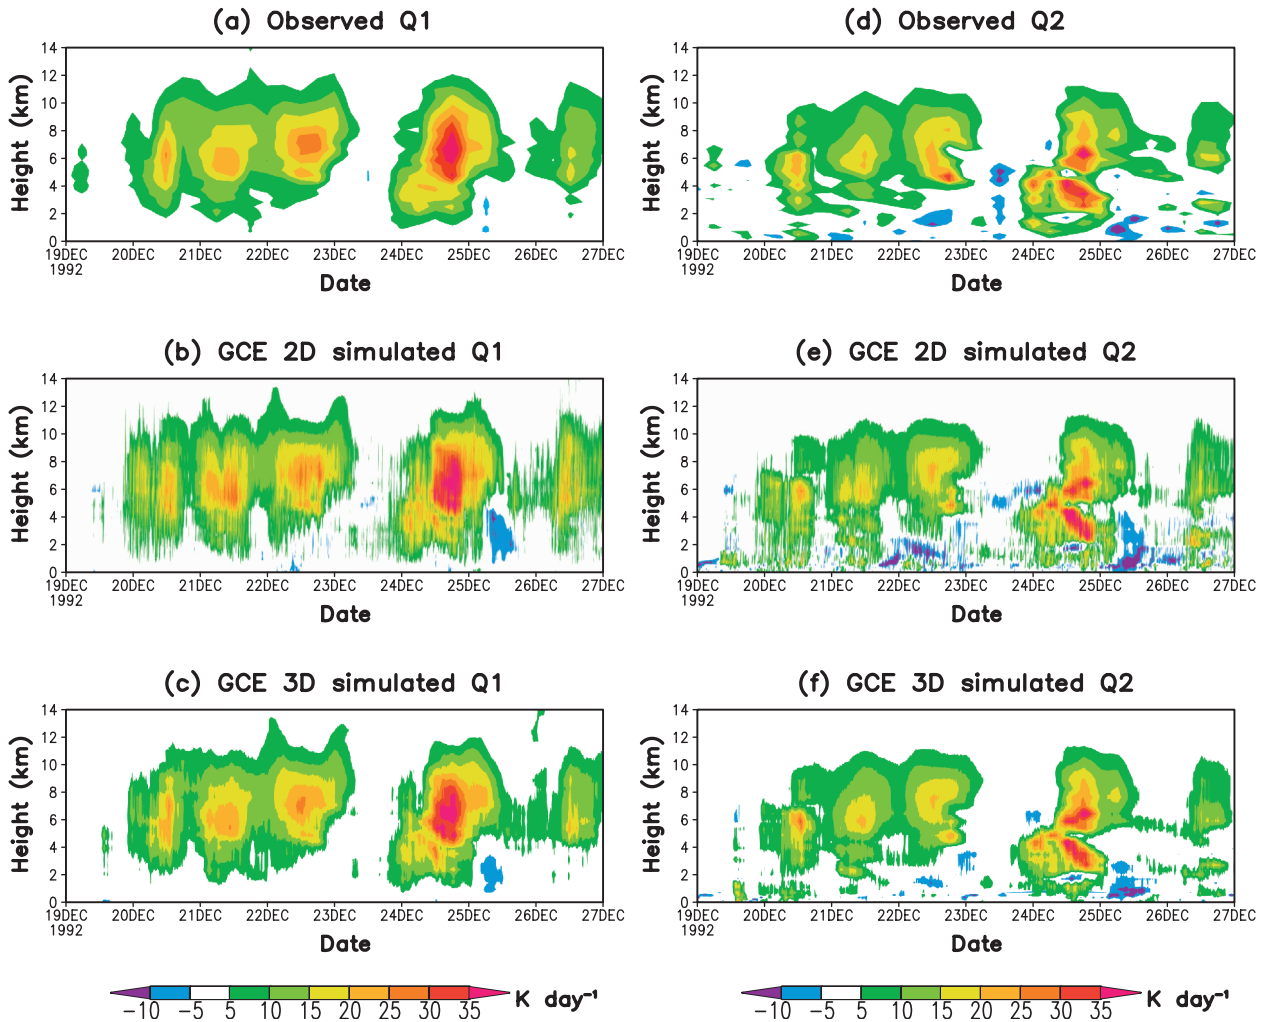 (a) Observed Q1
14
12
10
8
6
4
2
0
Height (km)
19DEC 20DEC 21DEC 22DEC 23DEC 24DEC 25DEC 26DEC 27DEC
1992
Date
(d) Observed Q2
14
12
10
8
6
4
2
0
Height (km)
19DEC 20DEC 21DEC 22DEC 23DEC 24DEC 25DEC 26DEC 27DEC
1992
Date
(b) GCE 2D simulated Q1
14
12
10
8
6
4
2
0
Height (km)
19DEC 20DEC 21DEC 22DEC 23DEC 24DEC 25DEC 26DEC 27DEC
1992
Date
(e) GCE 2D simulated Q2
14
12
10
8
6
4
2
0
Height (km)
19DEC 20DEC 21DEC 22DEC 23DEC 24DEC 25DEC 26DEC 27DEC
1992
Date
(c) GCE 3D simulated Q1
14
12
10
8
6
4
2
0
Height (km)
19DEC 20DEC 21DEC 22DEC 23DEC 24DEC 25DEC 26DEC 27DEC
1992
Date
(f) GCE 3D simulated Q2
14
12
10
8
6
4
2
0
Height (km)
19DEC 20DEC 21DEC 22DEC 23DEC 24DEC 25DEC 26DEC 27DEC
1992
Date
−10 −5 5 10 15 20 25 30 35 K day⁻¹
−10 −5 5 10 15 20 25 30 35 K day⁻¹